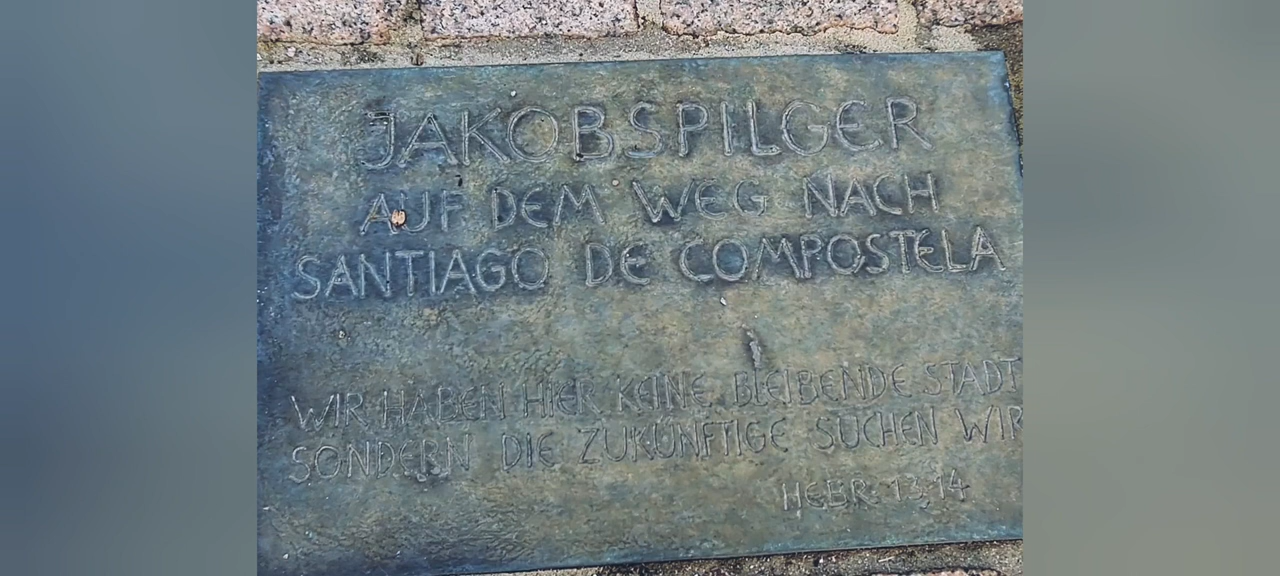 JAKOBSPILGER
AUF DEM WEG NACH
SANTIAGO DE COMPOSTELA
WIR HABEN HIER KEINE BLEIBENDE STADT
SONDERN DIE ZUKÜNFTIGE SUCHEN WIR
HEBR. 13.14